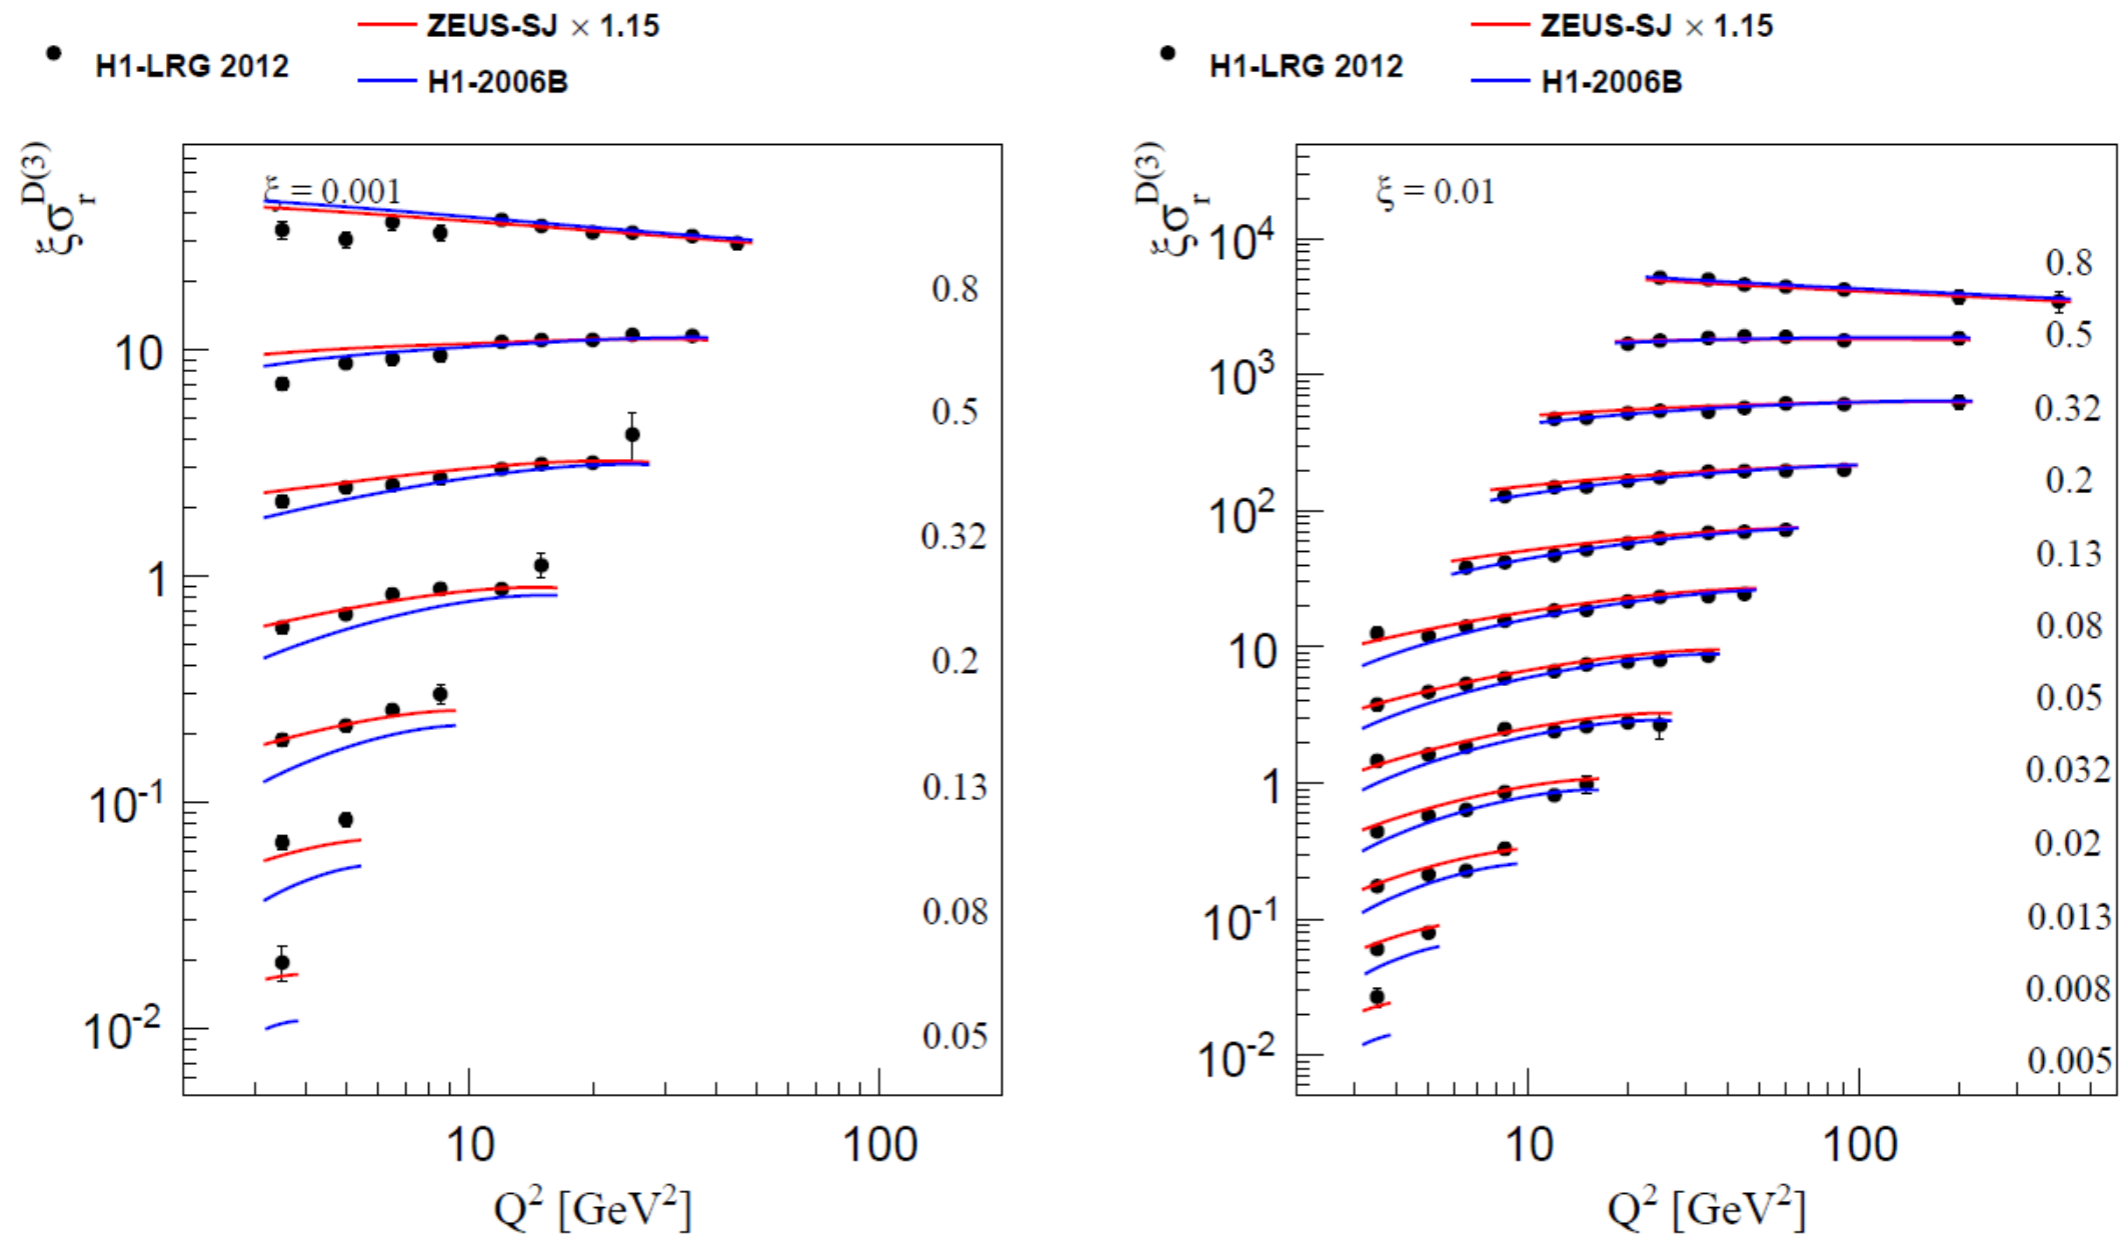 ZEUS-SJ × 1.15
H1-LRG 2012
H1-2006B
ξσ_r^D(3)
ξ = 0.001
10
1
10^-1
10^-2
0.8
0.5
0.32
0.2
0.13
0.08
0.05
10
100
Q^2 [GeV^2]
ZEUS-SJ × 1.15
H1-LRG 2012
H1-2006B
ξσ_r^D(3)
ξ = 0.01
10^4
10^3
10^2
10
1
10^-1
10^-2
0.8
0.5
0.32
0.2
0.13
0.08
0.05
0.032
0.02
0.013
0.008
0.005
10
100
Q^2 [GeV^2]